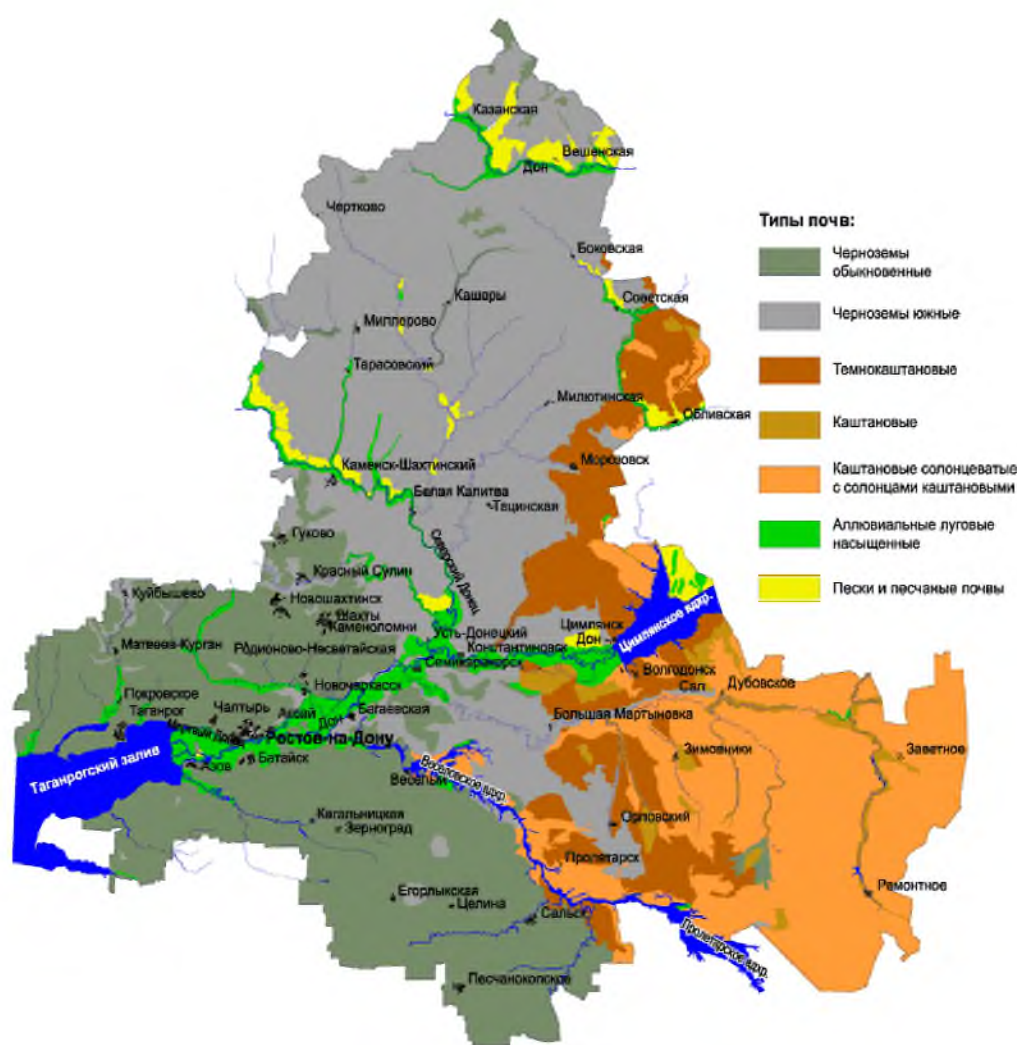 Казанская
Вешенская
Дон
Чертково
Боковская
Советская
Кашары
Миллерово
Тарасовский
Милютинская
Обливская
Морозовск
Каменск-Шахтинский
Белая Калитва
Тацинская
Северский Донец
Гуково
Красный Сулин
Куйбышево
Новошахтинск
Шахты
Каменоломни
Усть-Донецкий
Цимлянск
Дон
Цимлянское вдхр.
Матвеев-Курган
Родионово-Несветайская
Константиновск
Семикаракорск
Волгодонск
Сал
Дубовское
Новочеркасск
Покровское
Таганрог
Чалтырь
Аксай
Дон
Багаевская
Большая Мартыновка
Мертвый Донец
Ростов-на Дону
Зимовники
Заветное
Таганрогский залив
Азов
Батайск
Веселый
Веселовское вдхр.
Кагальницкая
Зерноград
Орловский
Пролетарск
Егорлыкская
Целина
Сальск
Ремонтное
Пролетарское вдхр.
Песчанокопское
Типы почв:
Черноземы
обыкновенные
Черноземы южные
Темнокаштановые
Каштановые
Каштановые солонцеватые
с солонцами каштановыми
Аллювиальные луговые
насыщенные
Пески и песчаные почвы